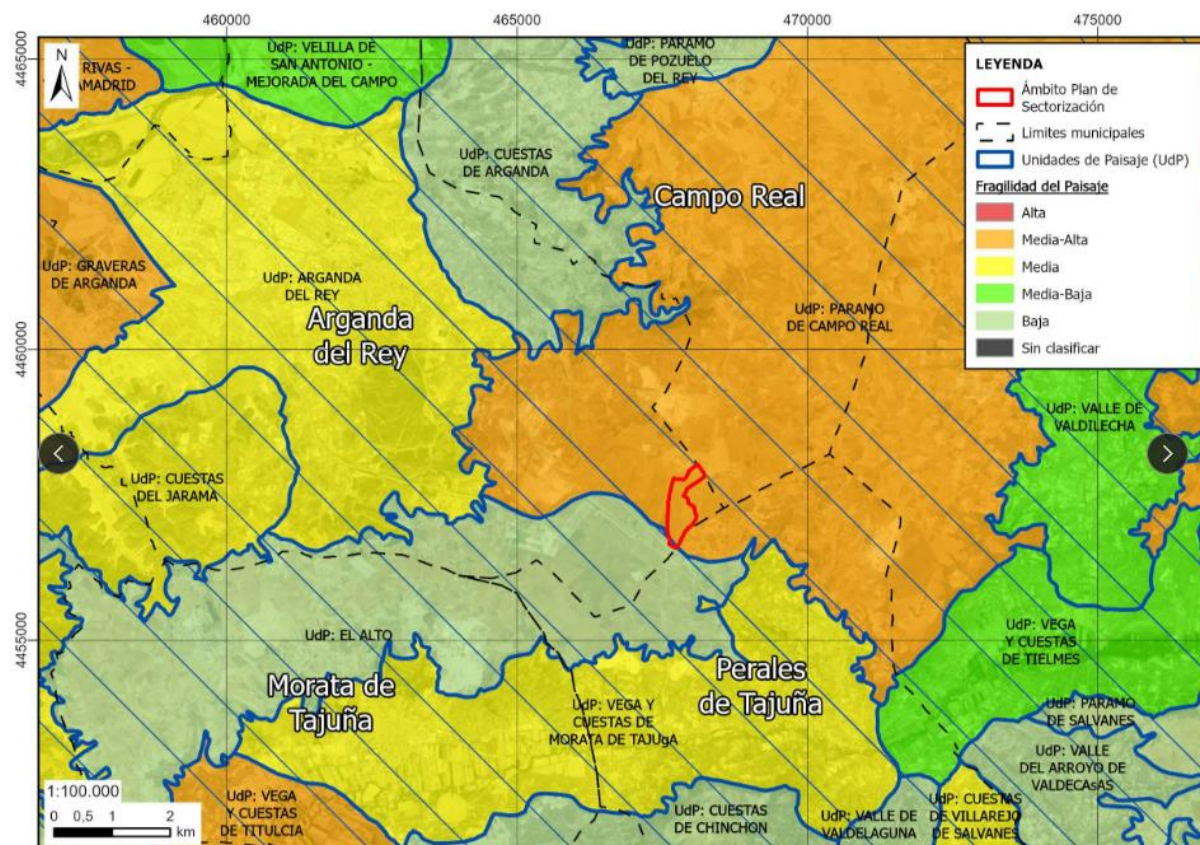 460000
465000
470000
475000
4465000
4460000
4455000
N
RIVAS -
AMADRID
UdP: VELILLA DE
SAN ANTONIO -
MEJORADA DEL CAMPO
UdP: PARAMO
DE POZUELO
DEL REY
UdP: CUESTAS
DE ARGANDA
Campo Real
UdP: GRAVERAS
DE ARGANDA
UdP: ARGANDA
DEL REY
Arganda
del Rey
UdP: PARAMO
DE CAMPO REAL
LEYENDA
Ámbito Plan de
Sectorización
Limites municipales
Unidades de Paisaje (UdP)
Fragilidad del Paisaje
Alta
Media-Alta
Media
Media-Baja
Baja
Sin clasificar
UdP: VALLE DE
VALDILECHA
UdP: CUESTAS
DEL JARAMA
UdP: EL ALTO
UdP: VEGA
Y CUESTAS
DE TIELMES
Morata de
Tajuña
Perales
de Tajuña
UdP: VEGA Y
CUESTAS DE
MORATA DE TAJUgA
UdP: PARAMO
DE SALVANES
UdP: VALLE
DEL ARROYO DE
VALDECAsAS
1:100.000
0 0,5 1 2
km
UdP: VEGA
Y CUESTAS
DE TITULCIA
UdP: CUESTAS
DE CHINCHON
UdP: VALLE DE
VALDELAGUNA
UdP: CUESTAS
DE VILLAREJO
DE SALVANES